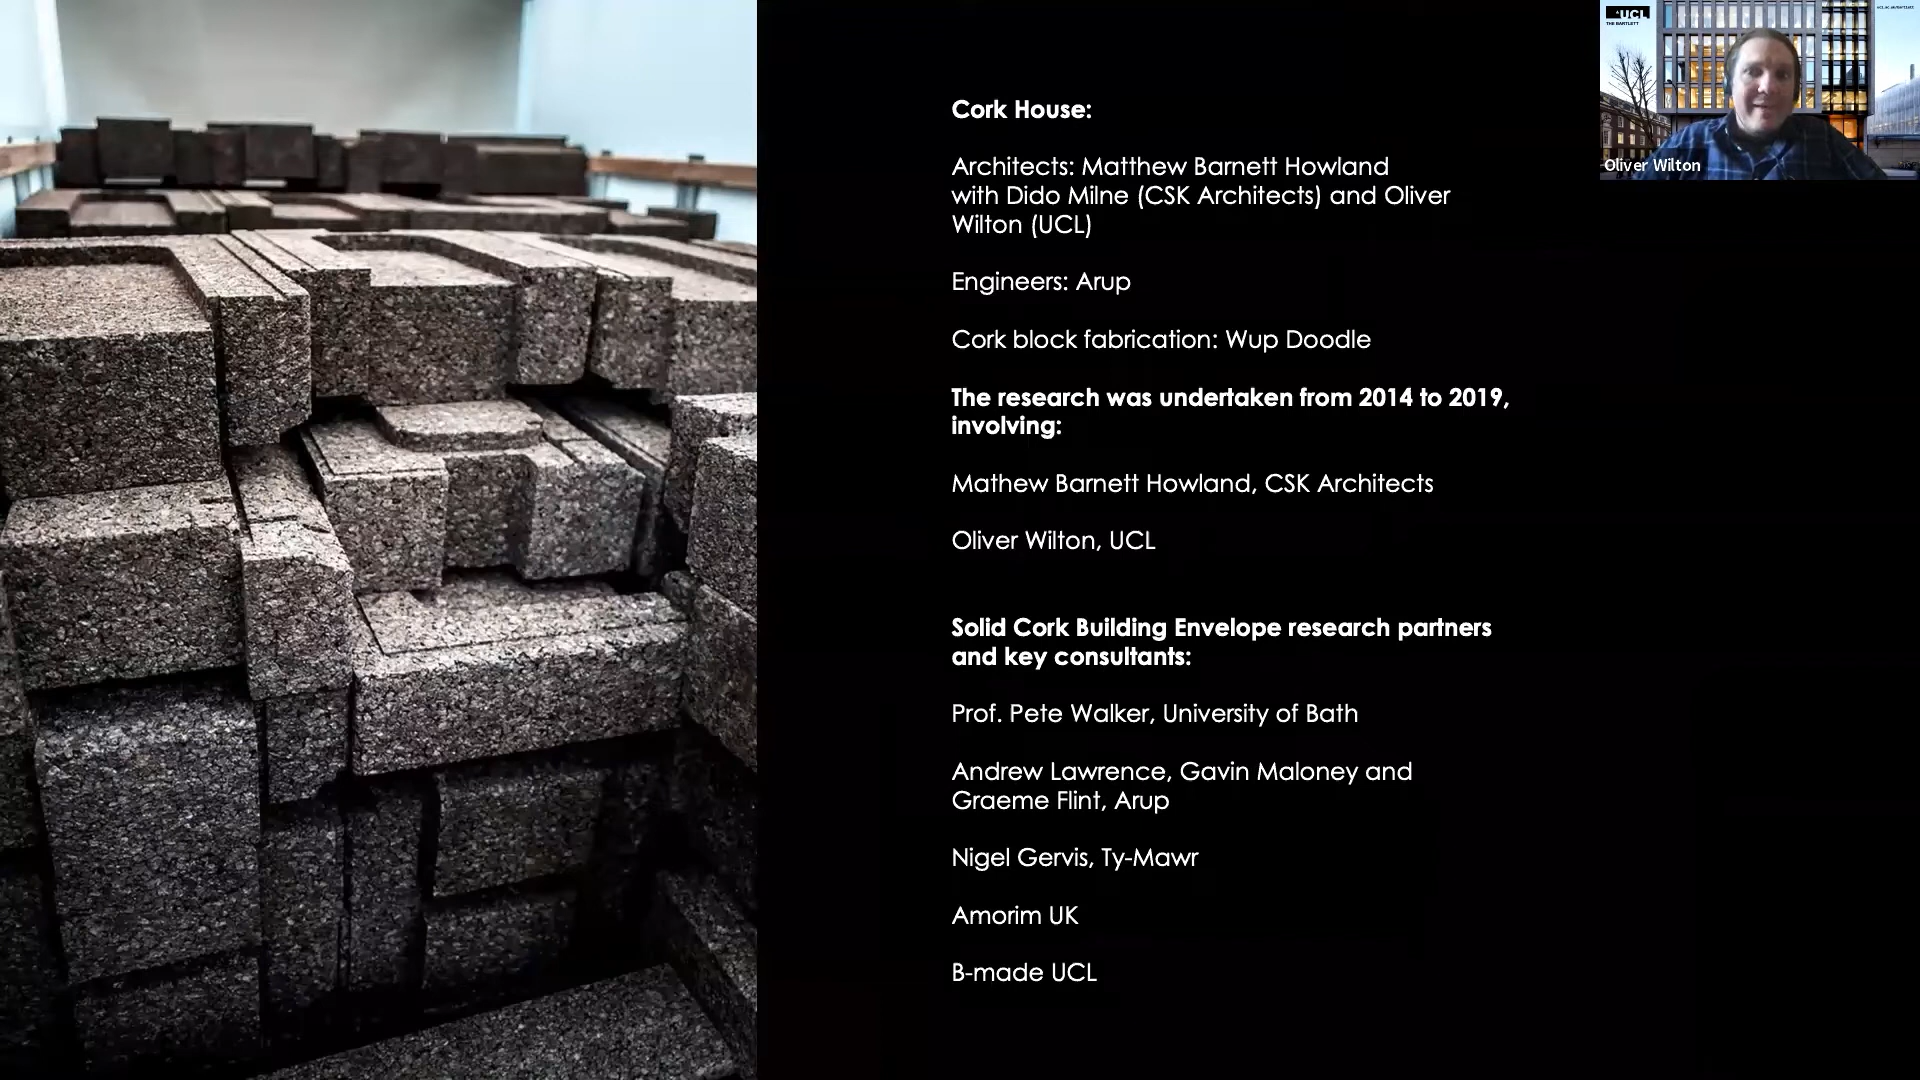 Cork House:
Architects: Matthew Barnett Howland
with Dido Milne (CSK Architects) and Oliver
Wilton (UCL)
Engineers: Arup
Cork block fabrication: Wup Doodle
The research was undertaken from 2014 to 2019,
involving:
Mathew Barnett Howland, CSK Architects
Oliver Wilton, UCL
Solid Cork Building Envelope research partners
and key consultants:
Prof. Pete Walker, University of Bath
Andrew Lawrence, Gavin Maloney and
Graeme Flint, Arup
Nigel Gervis, Ty-Mawr
Amorim UK
B-made UCL
UCL
THE BARTLETT
Oliver Wilton